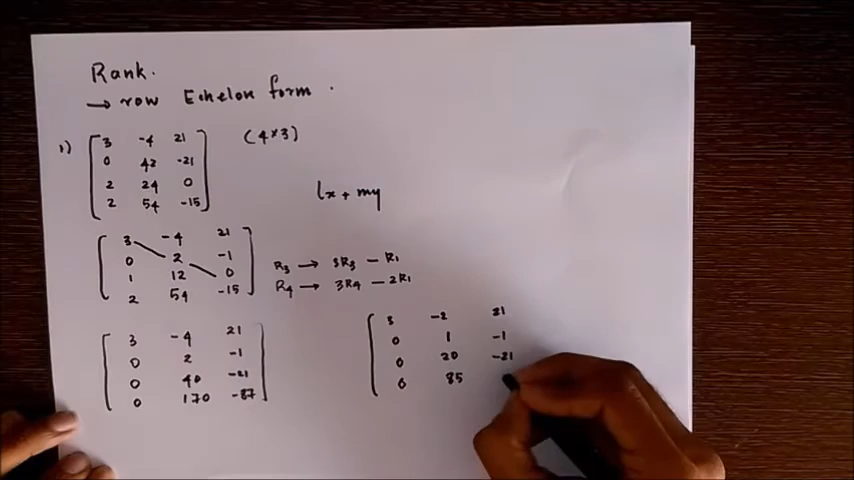 Rank.
→ row Echelon form .
1) [ 3 -4 21 ] (4×3)
0 42 -21
2 24 0
2 54 -15
lx + my
3 -4 21
0 2 -1
1 12 0
2 54 -15
R3 → 3R3 - R1
R4 → 3R4 - 2R1
3 -4 21
0 2 -1
0 40 -21
0 170 -87
3 -2 21
0 1 -1
0 20 -21
0 85